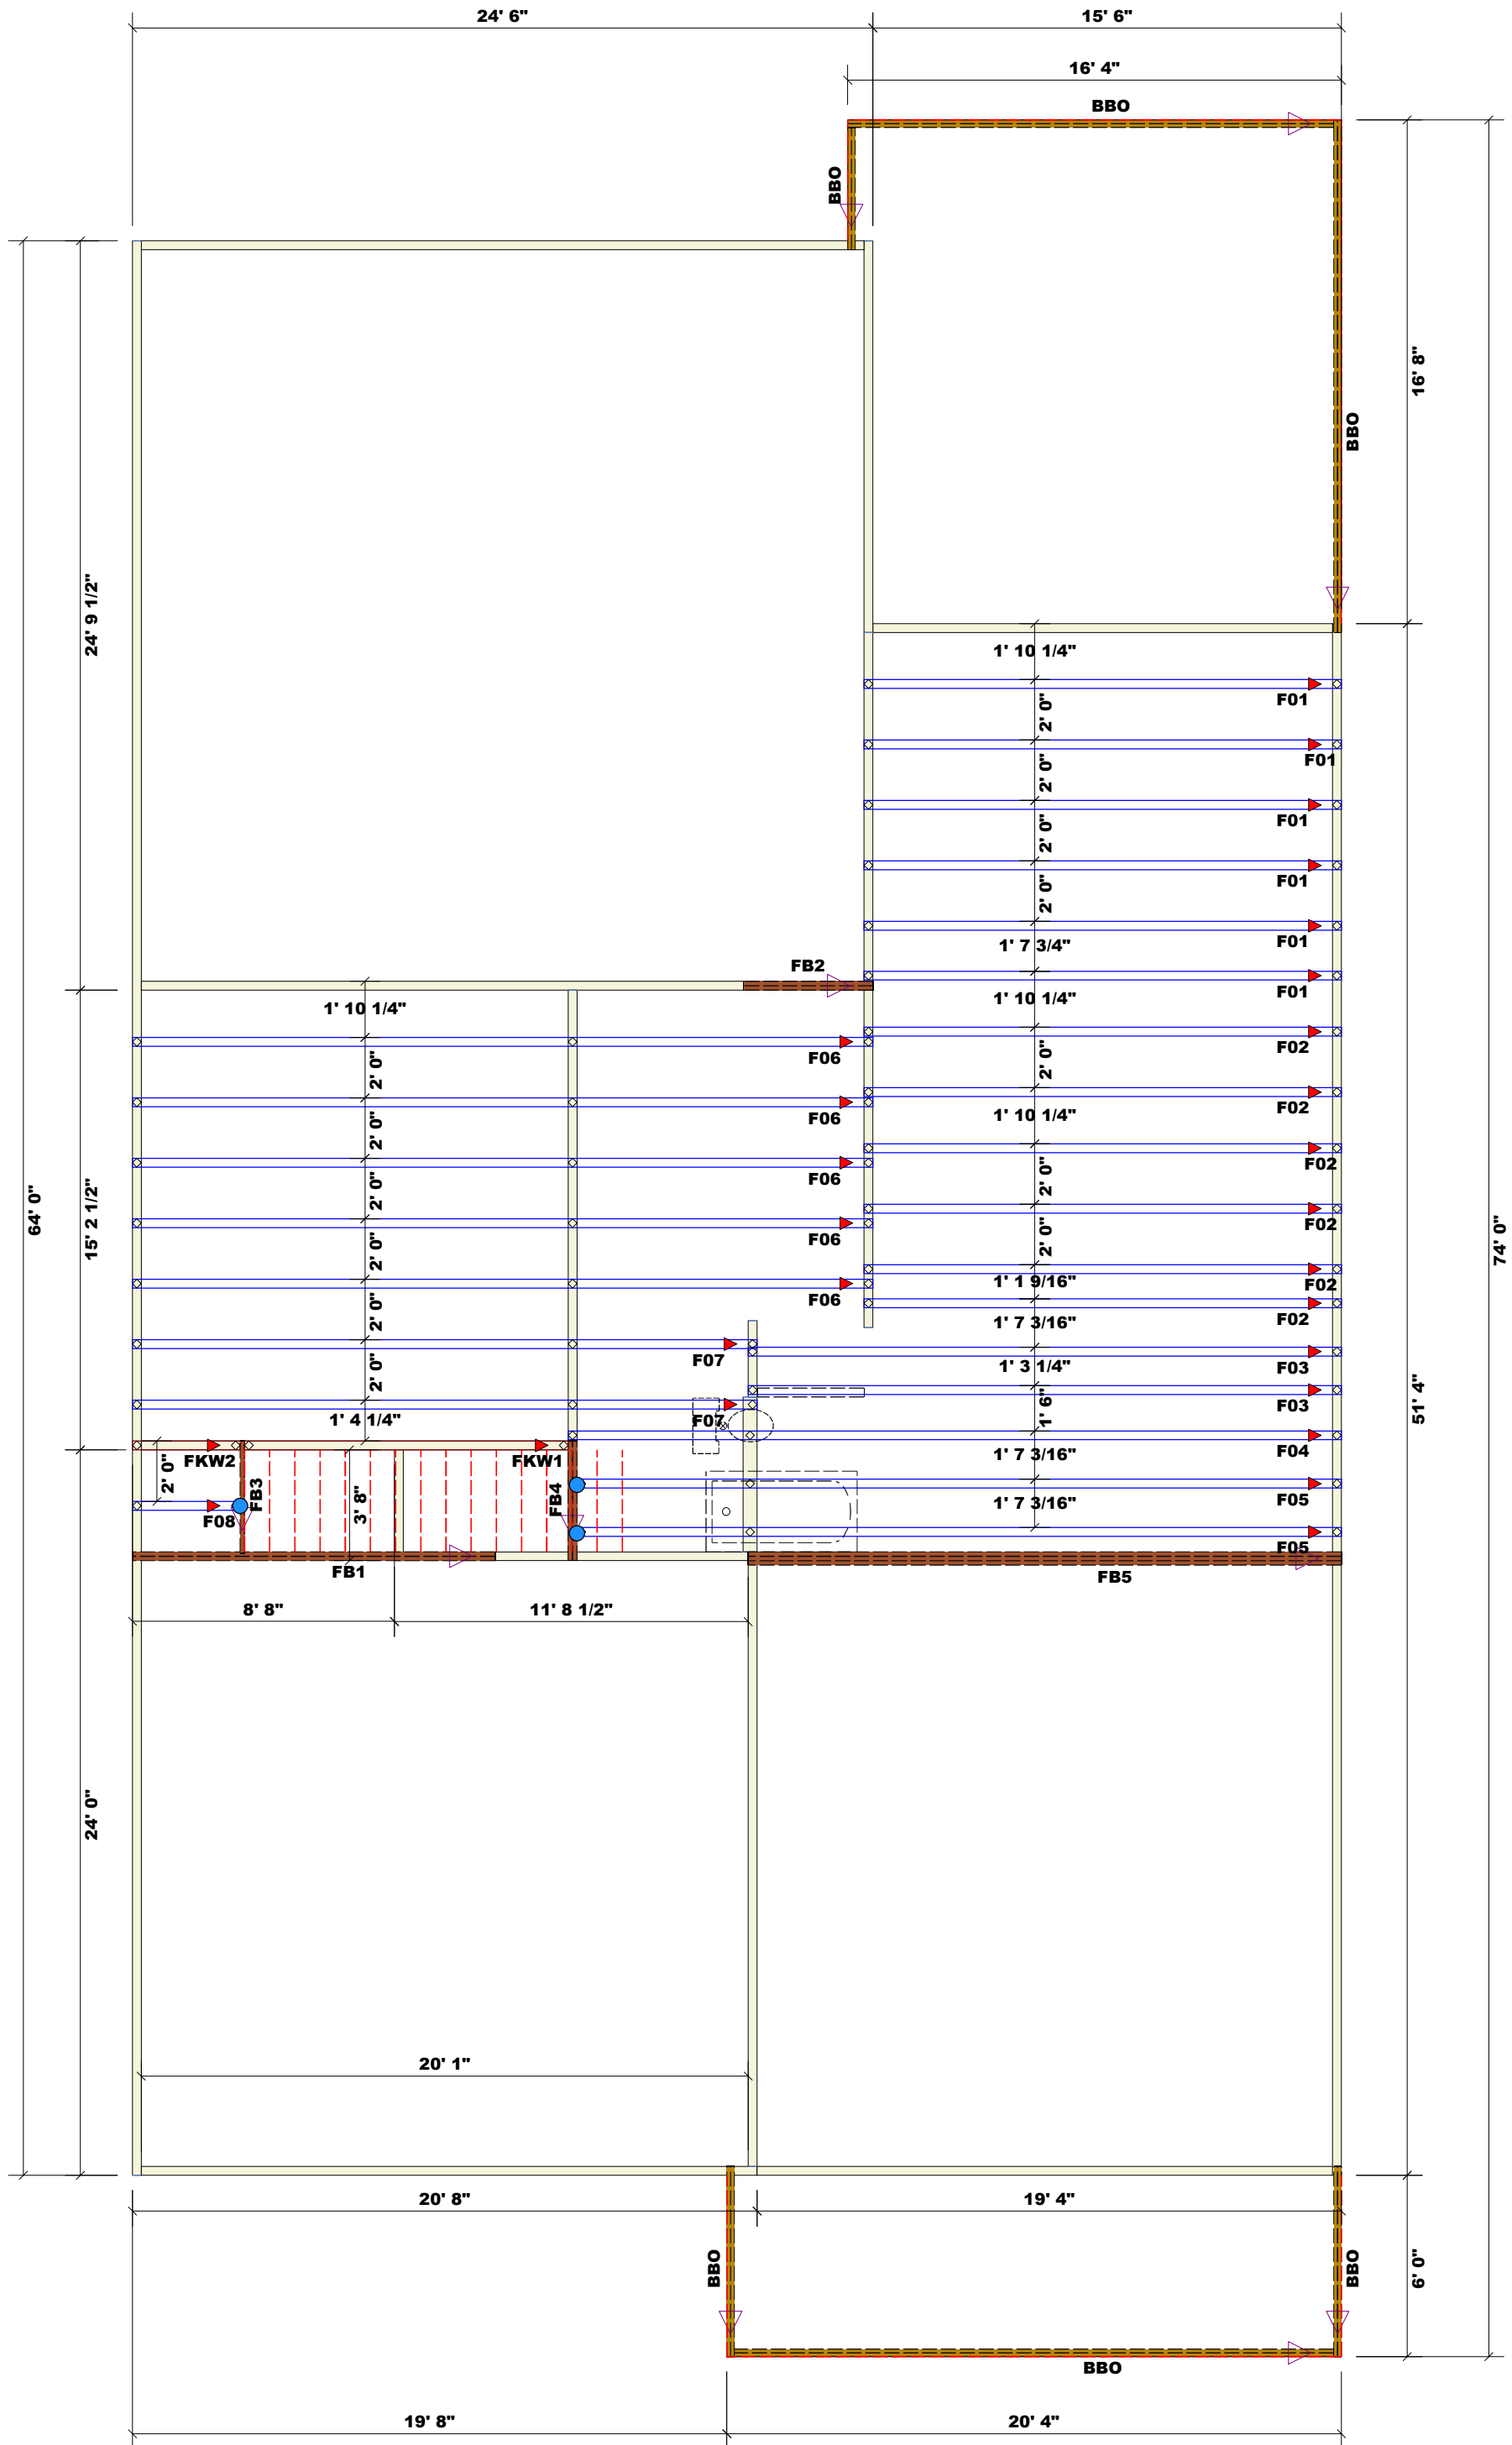 24' 6"
15' 6"
16' 4"
BBO
BBO
16' 8"
BBO
24' 9 1/2"
1' 10 1/4"
F01
2' 0"
F01
2' 0"
F01
2' 0"
F01
2' 0"
F01
1' 7 3/4"
FB2
F01
1' 10 1/4"
1' 10 1/4"
F02
F06
2' 0"
2' 0"
F02
1' 10 1/4"
F06
2' 0"
F02
F06
2' 0"
2' 0"
64' 0"
15' 2 1/2"
74' 0"
F02
F06
2' 0"
2' 0"
F02
1' 1 9/16"
F06
F02
2' 0"
1' 7 3/16"
F07
F03
1' 3 1/4"
2' 0"
51' 4"
F03
1' 6"
1' 4 1/4"
F07
F04
1' 7 3/16"
FKW2
FKW1
2' 0"
FB3
3' 8"
FB4
F05
1' 7 3/16"
F08
F05
FB1
FB5
8' 8"
11' 8 1/2"
24' 0"
20' 1"
20' 8"
19' 4"
BBO
BBO
6' 0"
BBO
19' 8"
20' 4"